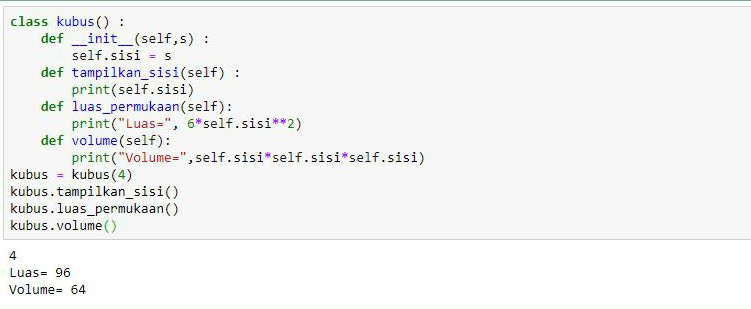 class kubus() :
    def __init__(self,s) :
        self.sisi = s
    def tampilkan_sisi(self) :
        print(self.sisi)
    def luas_permukaan(self):
        print("Luas=", 6*self.sisi**2)
    def volume(self):
        print("Volume=",self.sisi*self.sisi*self.sisi)
kubus = kubus(4)
kubus.tampilkan_sisi()
kubus.luas_permukaan()
kubus.volume()
4
Luas= 96
Volume= 64